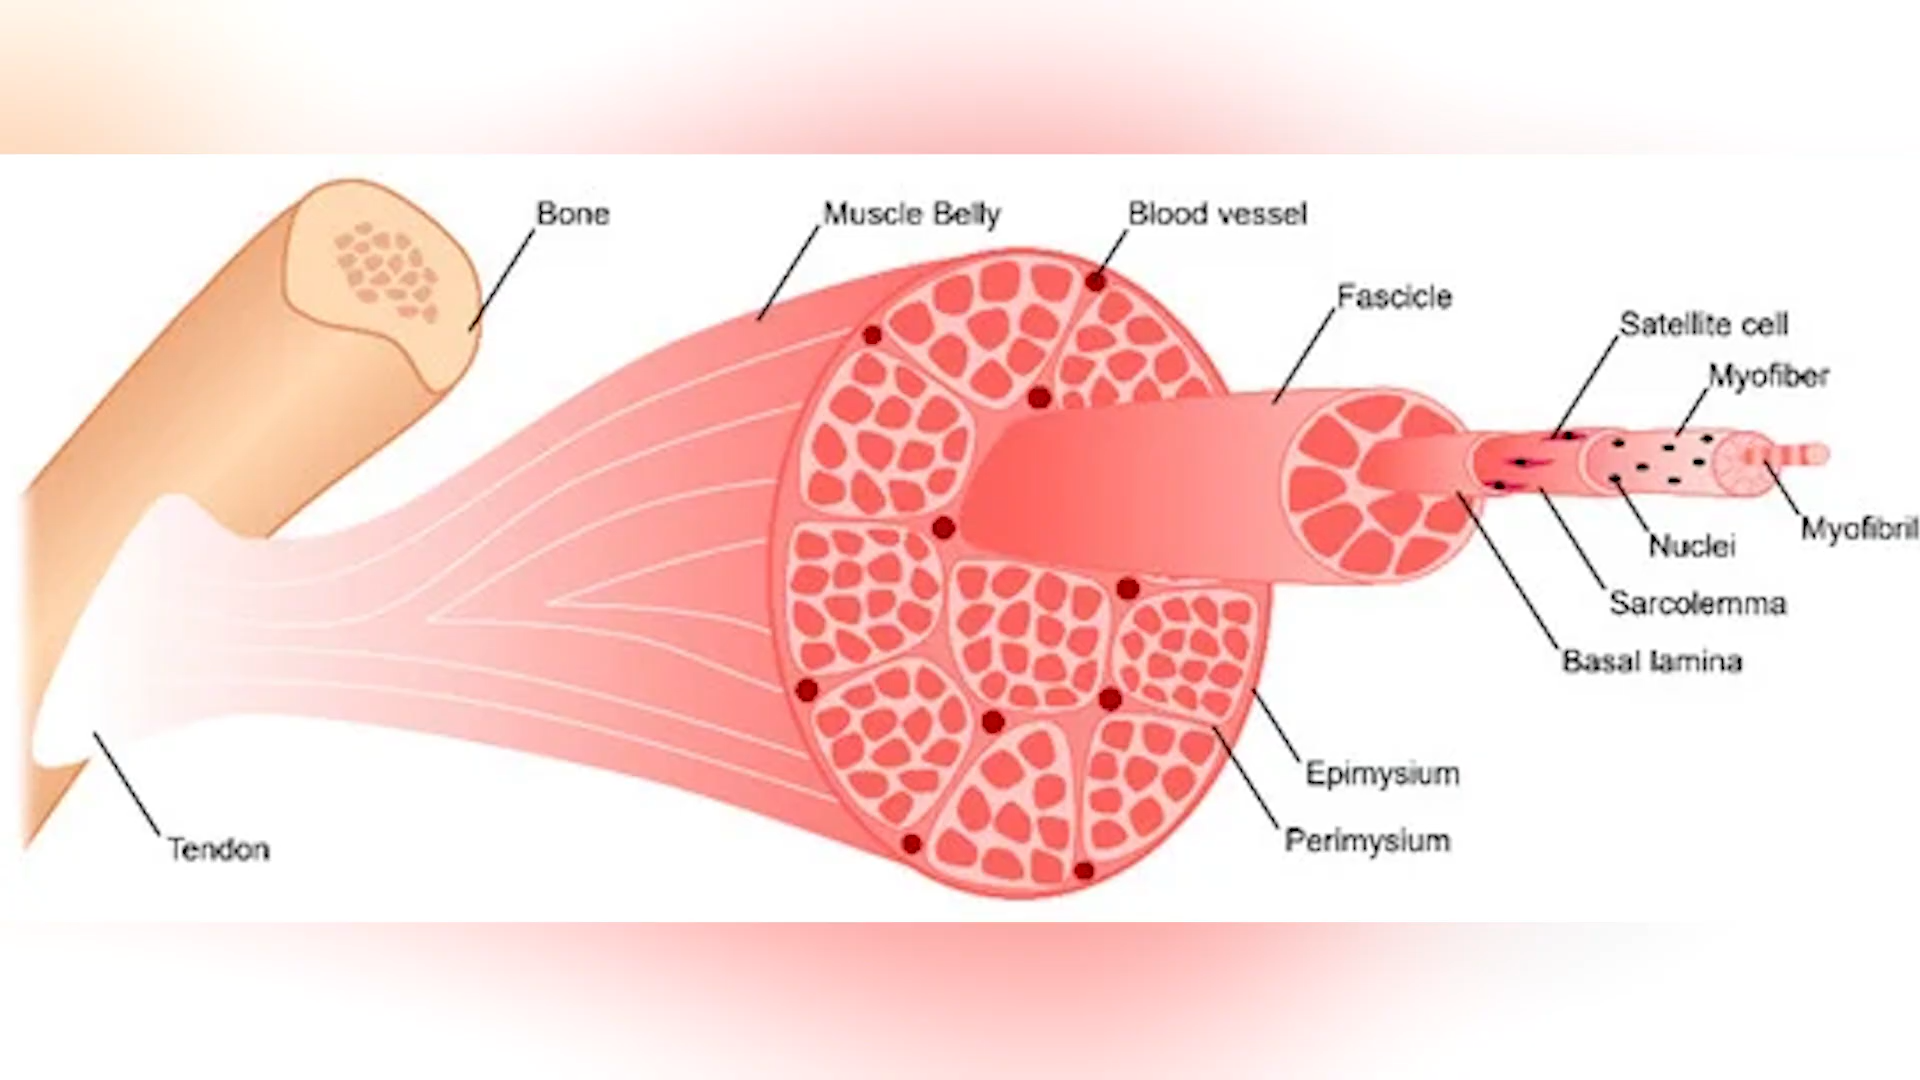 Bone
Muscle Belly
Blood vessel
Fascicle
Satellite cell
Myofiber
Myofibril
Nuclei
Sarcolemma
Basal lamina
Epimysium
Perimysium
Tendon